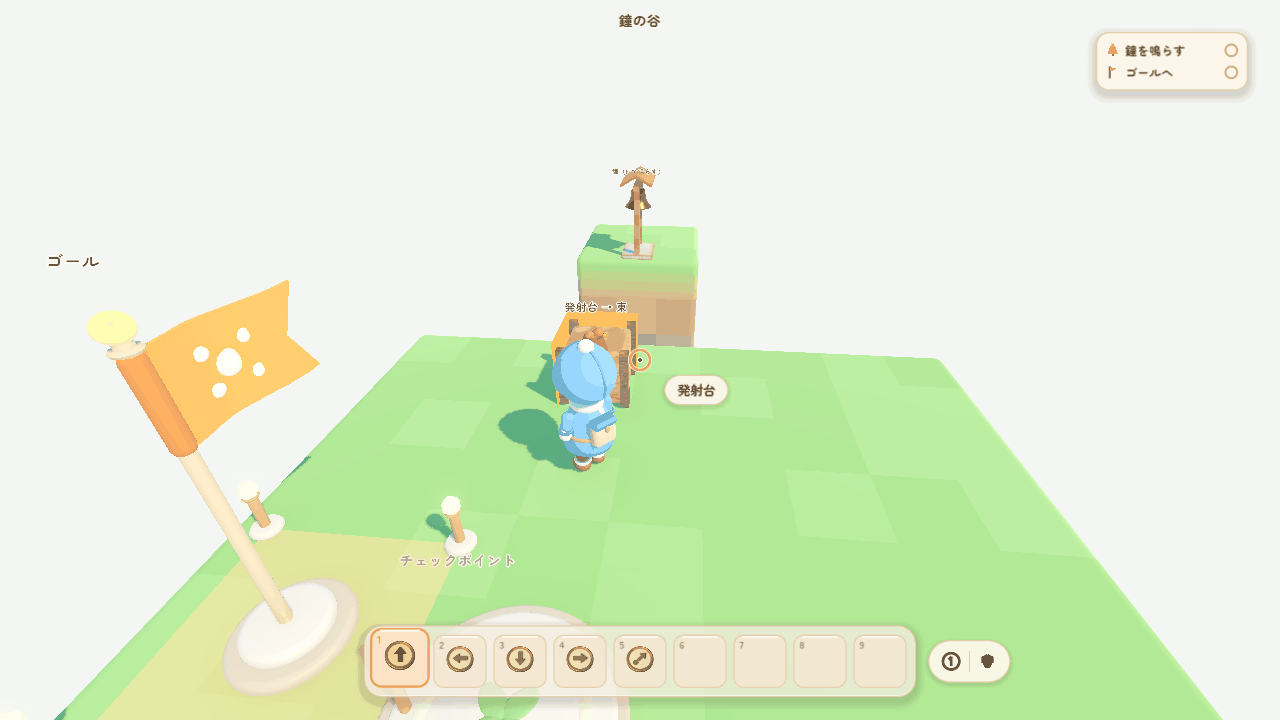 鐘の谷
鐘を鳴らす
ゴールへ
ゴール
発射台 → 東
発射台
チェックポイント
1 2 3 4 5 6 7 8 9
1